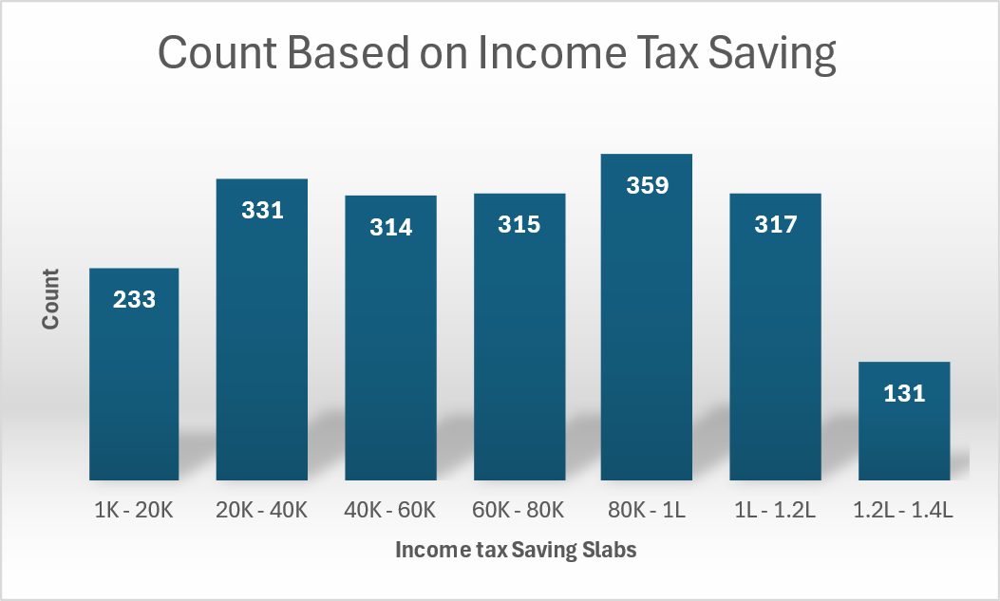 Count Based on Income Tax Saving
359
331
317
315
314
233
131
Count
1K - 20K 20K - 40K 40K - 60K 60K - 80K 80K - 1L 1L - 1.2L 1.2L - 1.4L
Income tax Saving Slabs